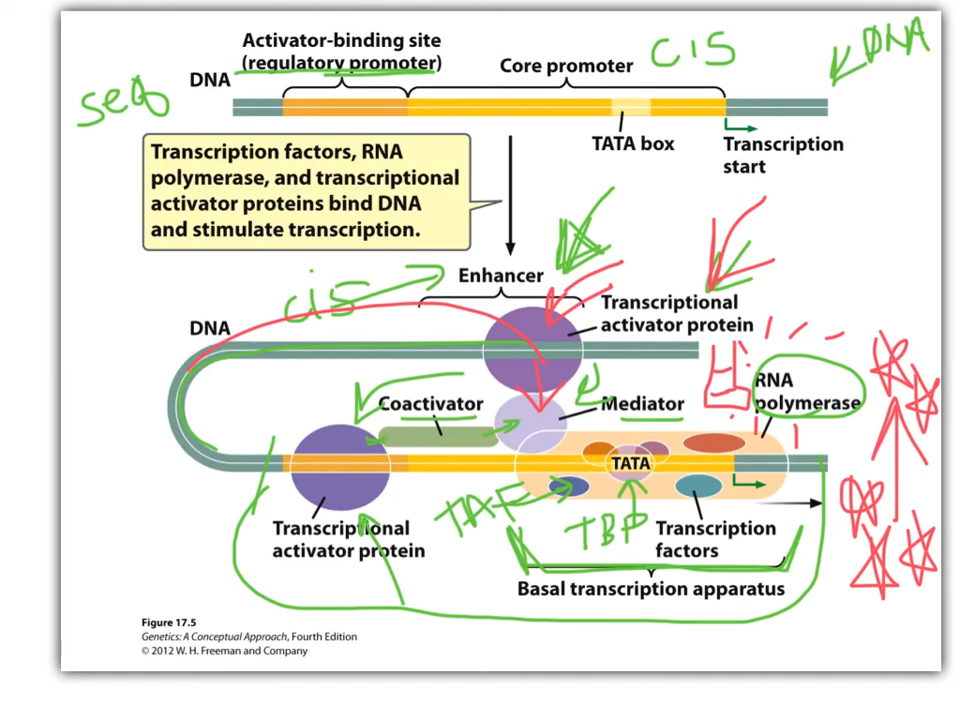 Activator-binding site
(regulatory promoter)
Core promoter
CIS
DNA
DNA
seq
TATA box
Transcription
start
Transcription factors, RNA
polymerase, and transcriptional
activator proteins bind DNA
and stimulate transcription.
cis
Enhancer
Transcriptional
activator protein
DNA
RNA
polymerase
Coactivator
Mediator
TATA
TAF
TBP
Transcriptional
activator protein
Transcription
factors
Basal transcription apparatus
Figure 17.5
Genetics: A Conceptual Approach, Fourth Edition
© 2012 W. H. Freeman and Company